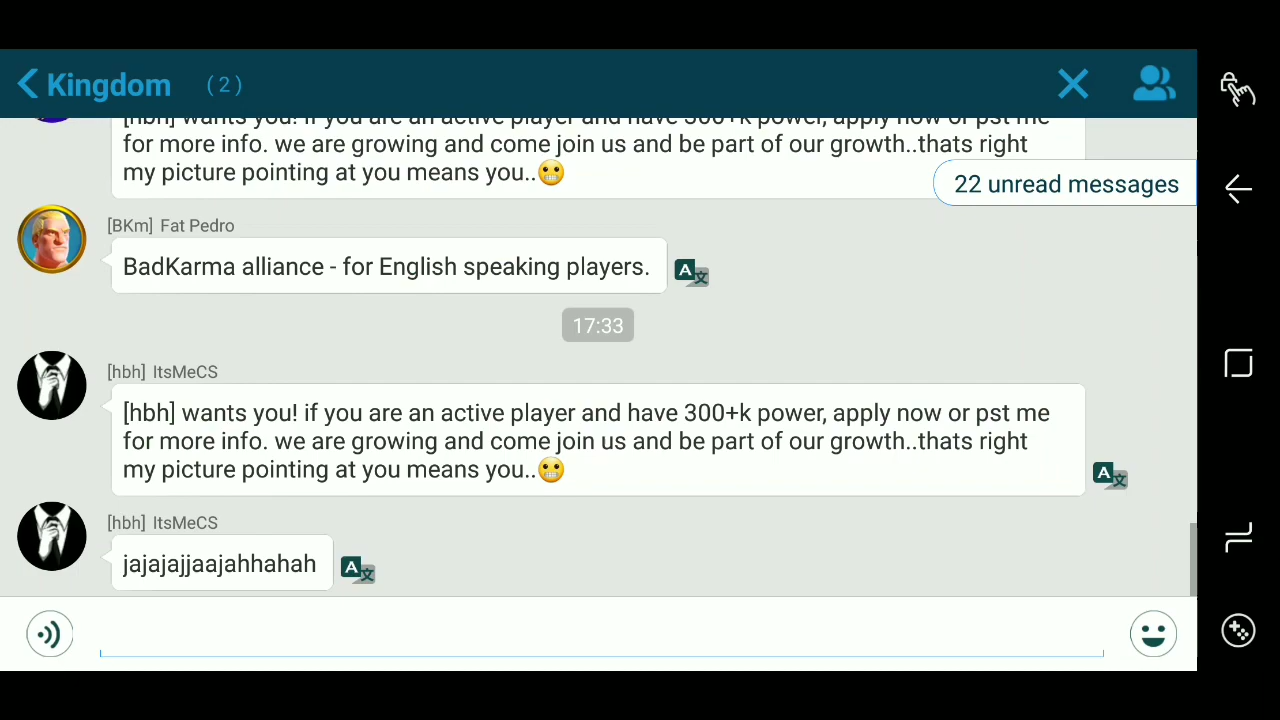 Kingdom (2)
[hbh] wants you! if you are an active player and have 300+k power, apply now or pst me
for more info. we are growing and come join us and be part of our growth..thats right
my picture pointing at you means you..😬
22 unread messages
[BKm] Fat Pedro
BadKarma alliance - for English speaking players.
17:33
[hbh] ItsMeCS
[hbh] wants you! if you are an active player and have 300+k power, apply now or pst me
for more info. we are growing and come join us and be part of our growth..thats right
my picture pointing at you means you..😬
[hbh] ItsMeCS
jajajajjaajahhahah